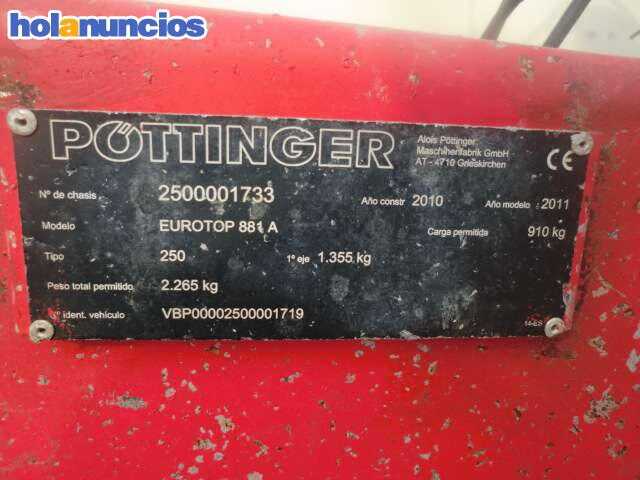 holanuncios
PÖTTINGER
Alois Pöttinger
Maschinenfabrik GmbH
AT - 4710 Grieskirchen
CE
Nº de chasis 2500001733 Año constr 2010 Año modelo 2011
Modelo EUROTOP 881 A Carga permitida 910 kg
Tipo 250 1º eje 1.355 kg
Peso total permitido 2.265 kg
º ident. vehículo VBP00002500001719
14-ES